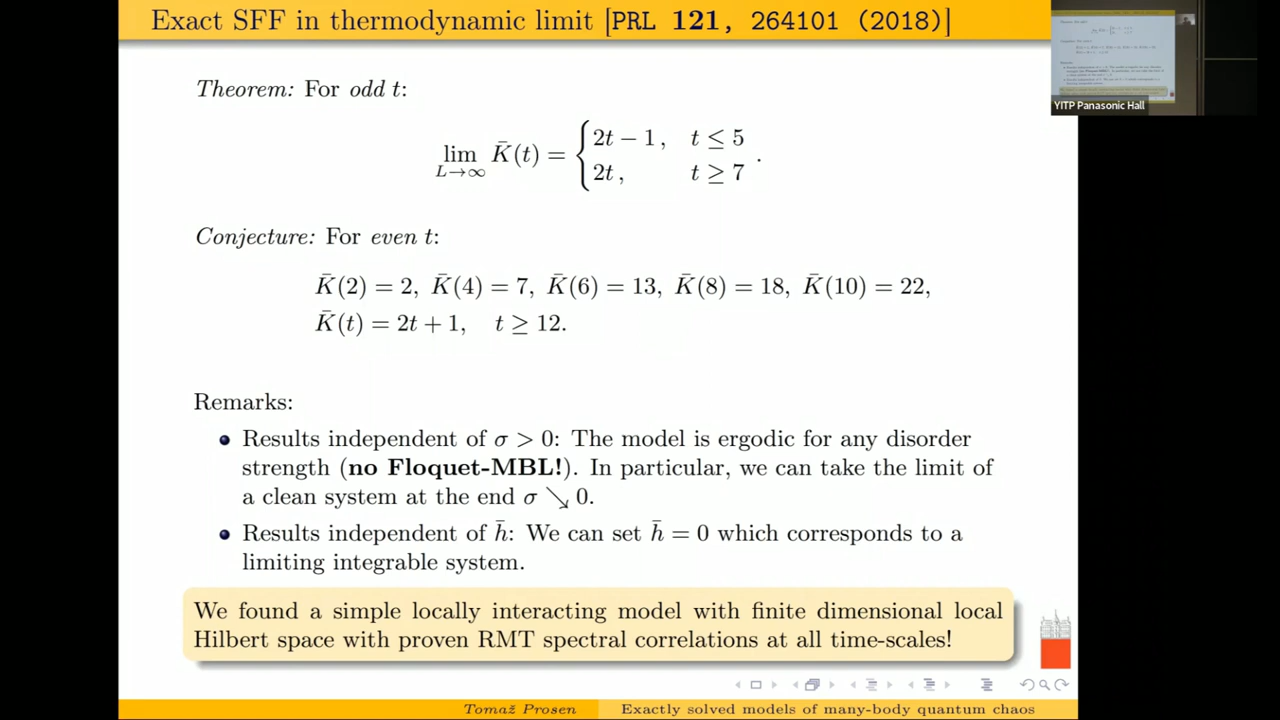 Exact SFF in thermodynamic limit [PRL 121, 264101 (2018)]
YITP Panasonic Hall
Theorem: For odd t:
lim_{L→∞} K̄(t) = { 2t − 1, t ≤ 5
2t, t ≥ 7 .
Conjecture: For even t:
K̄(2) = 2, K̄(4) = 7, K̄(6) = 13, K̄(8) = 18, K̄(10) = 22,
K̄(t) = 2t + 1, t ≥ 12.
Remarks:
Results independent of σ > 0: The model is ergodic for any disorder
strength (no Floquet-MBL!). In particular, we can take the limit of
a clean system at the end σ ↘ 0.
Results independent of h̄: We can set h̄ = 0 which corresponds to a
limiting integrable system.
We found a simple locally interacting model with finite dimensional local
Hilbert space with proven RMT spectral correlations at all time-scales!
Tomaž Prosen Exactly solved models of many-body quantum chaos